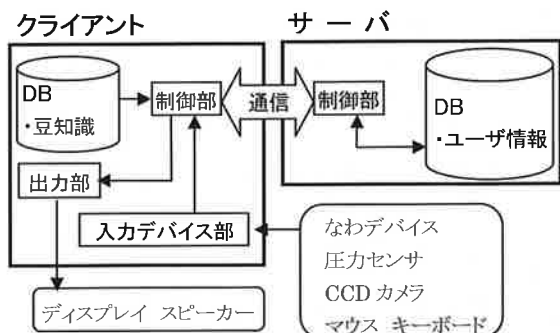 クライアント
サ ー バ
DB
・豆知識
制御部
通信
制御部
DB
・ユーザ情報
出力部
入力デバイス部
なわデバイス
圧力センサ
CCDカメラ
マウス キーボード
ディスプレイ スピーカー